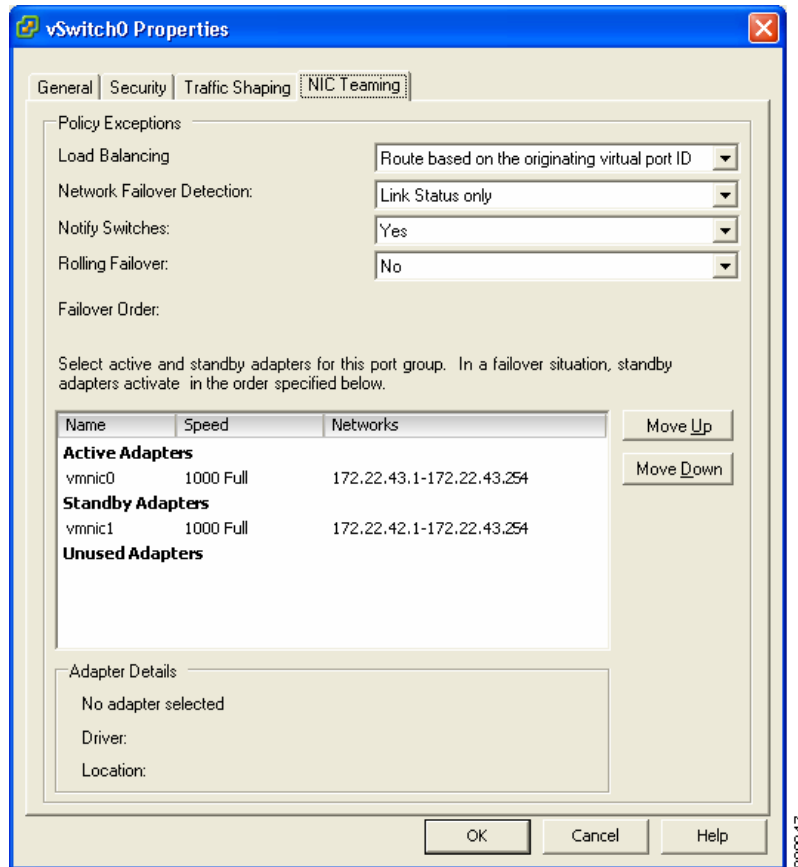 vSwitch0 Properties
General Security Traffic Shaping NIC Teaming
Policy Exceptions
Load Balancing Route based on the originating virtual port ID
Network Failover Detection: Link Status only
Notify Switches: Yes
Rolling Failover: No
Failover Order:
Select active and standby adapters for this port group. In a failover situation, standby
adapters activate in the order specified below.
Name Speed Networks
Active Adapters
vmnic0 1000 Full 172.22.43.1-172.22.43.254
Standby Adapters
vmnic1 1000 Full 172.22.42.1-172.22.43.254
Unused Adapters
Move Up
Move Down
Adapter Details
No adapter selected
Driver:
Location:
OK Cancel Help